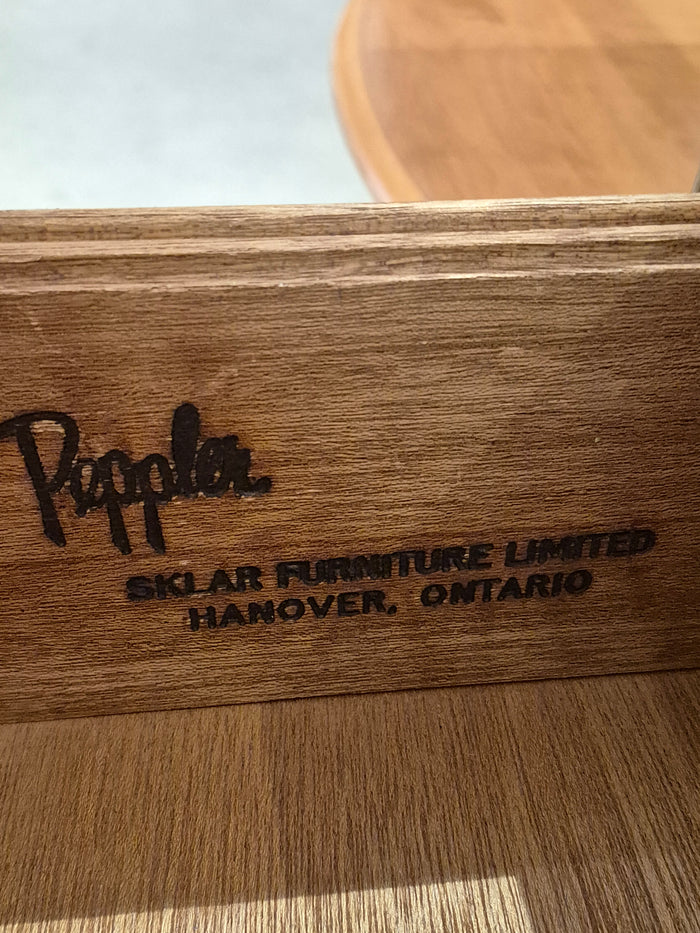 Peppler
SKLAR FURNITURE LIMITED
HANOVER, ONTARIO